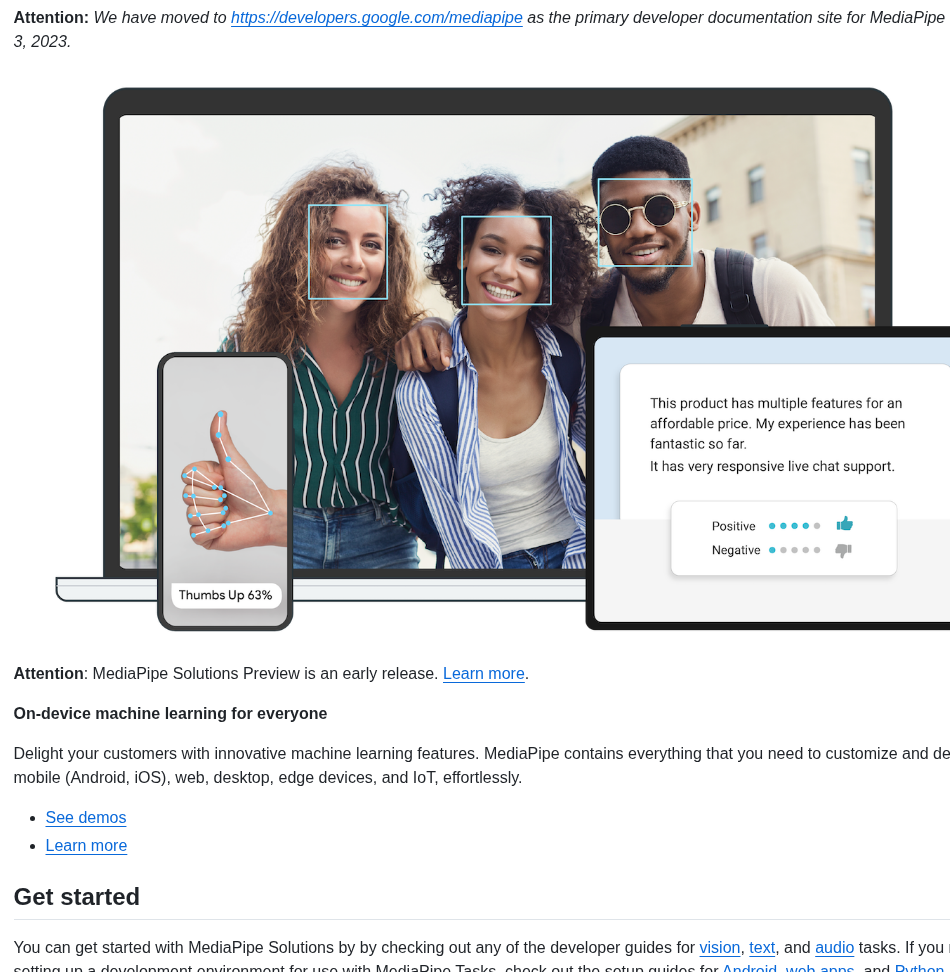 Attention: We have moved to https://developers.google.com/mediapipe as the primary developer documentation site for MediaPipe
3, 2023.
This product has multiple features for an
affordable price. My experience has been
fantastic so far.
It has very responsive live chat support.
Positive
Negative
Thumbs Up 63%
Attention: MediaPipe Solutions Preview is an early release. Learn more.
On-device machine learning for everyone
Delight your customers with innovative machine learning features. MediaPipe contains everything that you need to customize and de
mobile (Android, iOS), web, desktop, edge devices, and IoT, effortlessly.
See demos
Learn more
Get started
You can get started with MediaPipe Solutions by by checking out any of the developer guides for vision, text, and audio tasks. If you
setting up a development environment for use with MediaPipe Tasks, check out the setup guides for Android, web apps, and Python